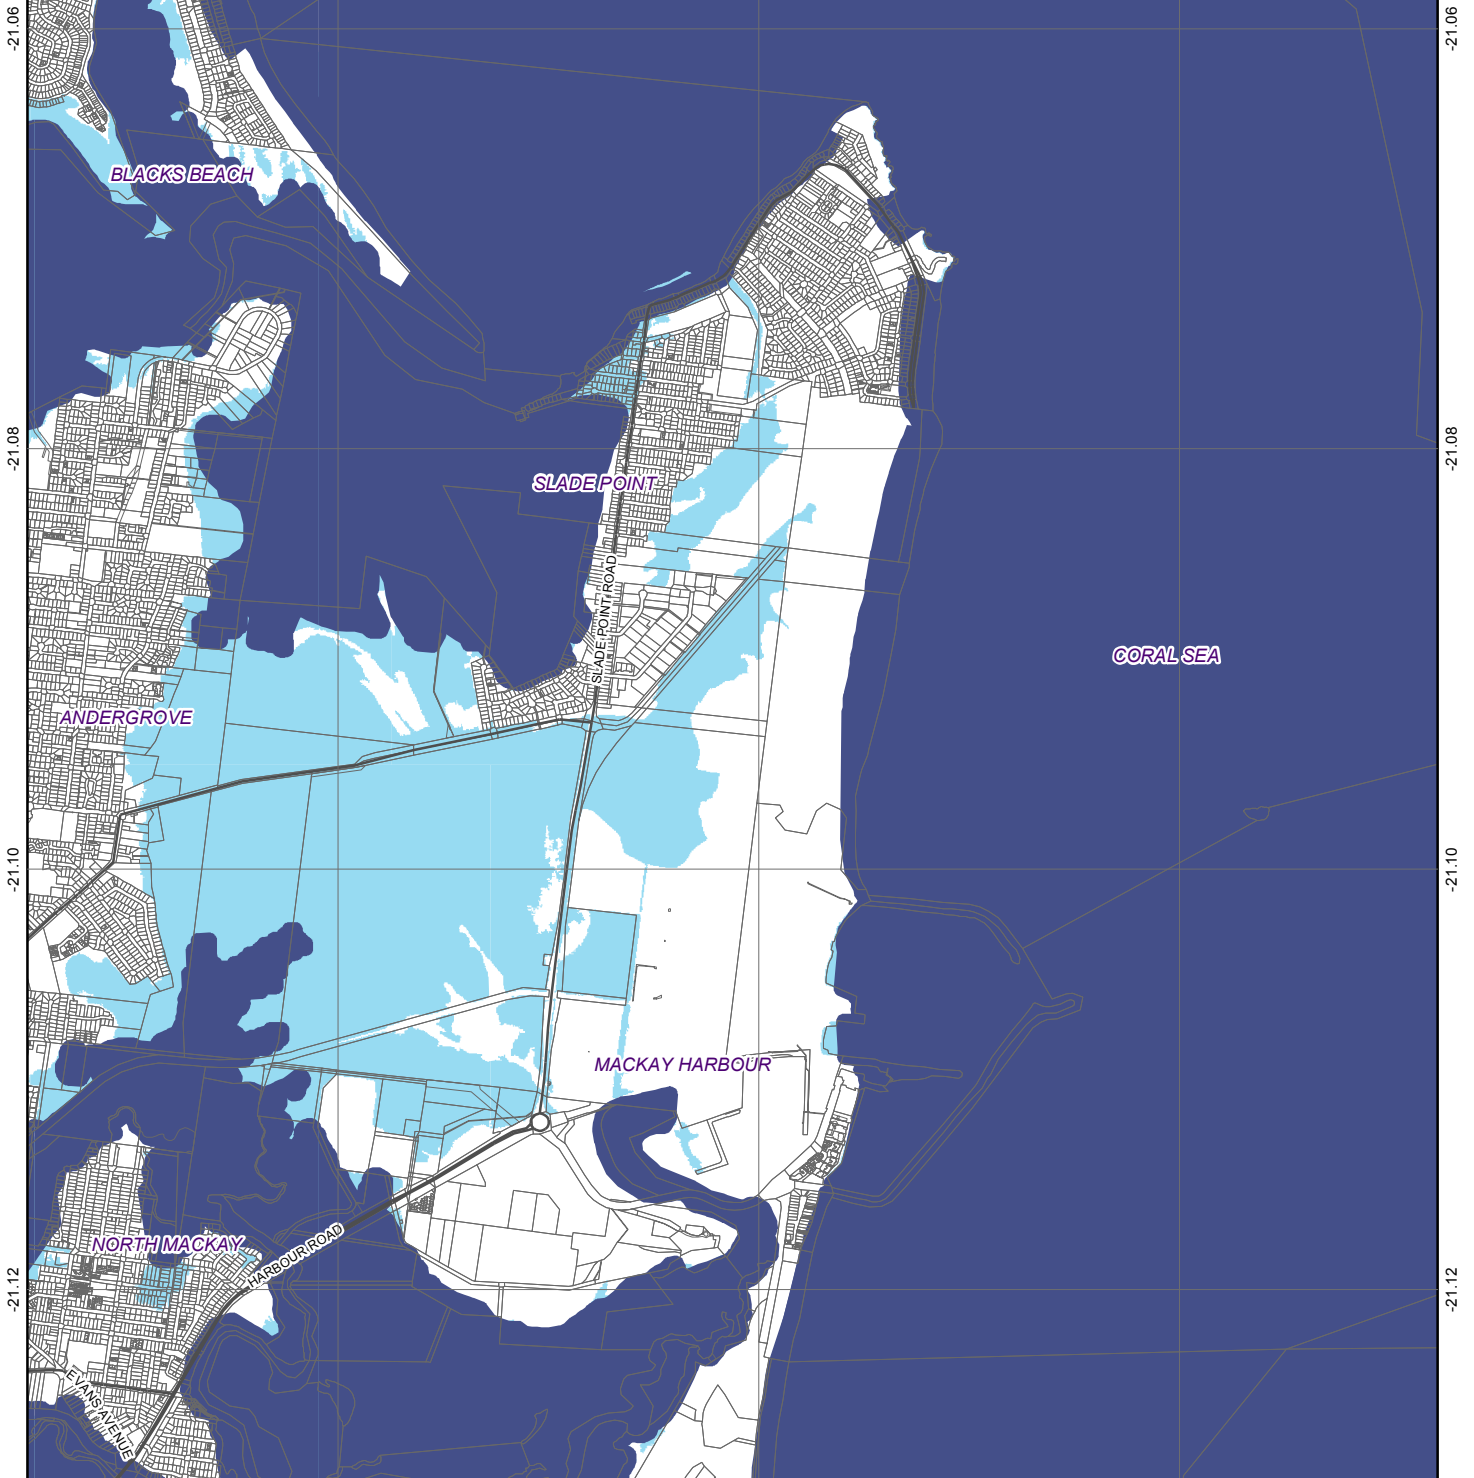 -21.06
-21.06
BLACKS BEACH
-21.08
-21.08
SLADE POINT
SLADE POINT ROAD
CORAL SEA
ANDERGROVE
-21.10
-21.10
MACKAY HARBOUR
NORTH MACKAY
HARBOUR ROAD
-21.12
-21.12
EVANS AVENUE